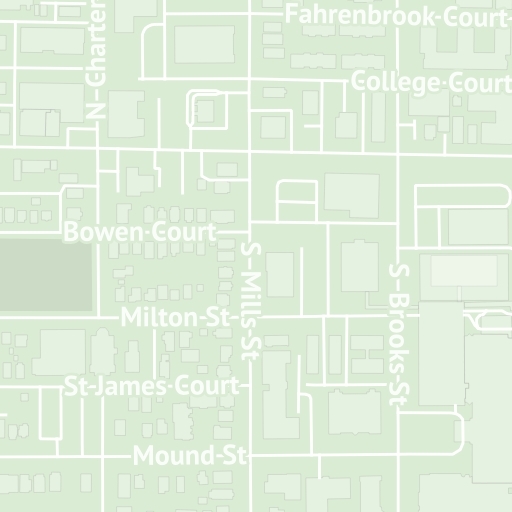 Fahrenbrook Court
N Charter
College Court
Bowen Court
S Mills St
S Brooks St
Milton St
St James Court
Mound St